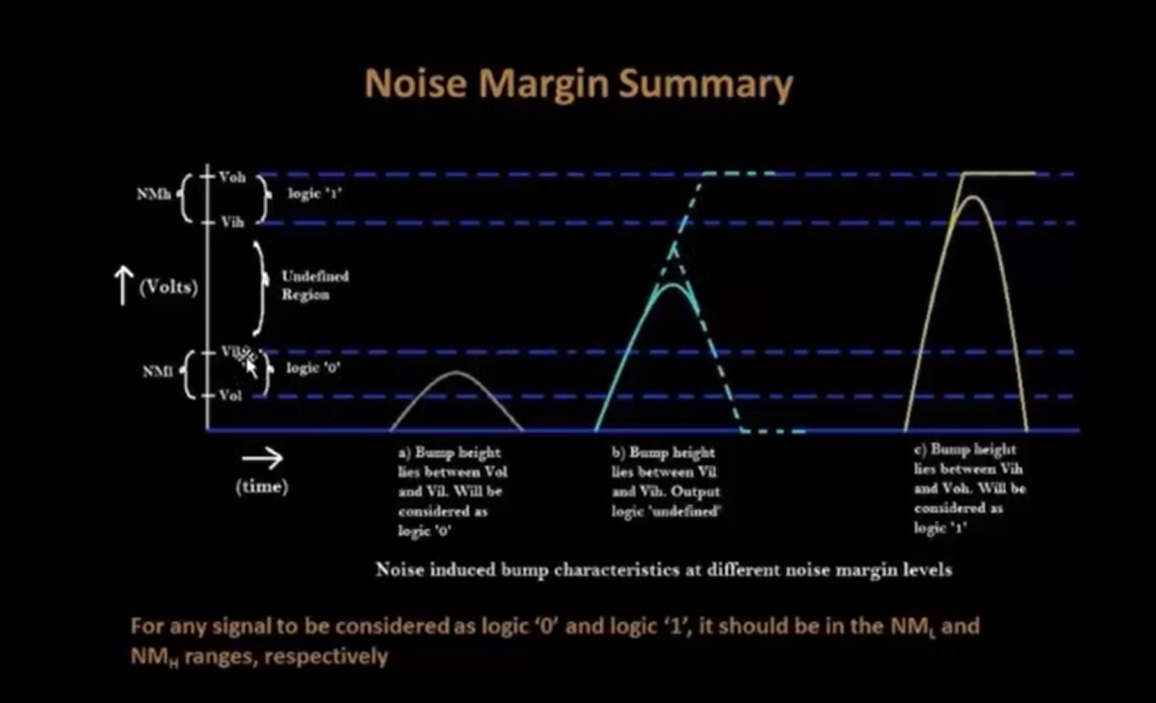 Noise Margin Summary
Voh
NMh
logic '1'
Vih
Undefined
Region
(Volts)
NMl
logic '0'
Vol
(time)
a) Bump height
lies between Vol
and Vil. Will be
considered as
logic '0'
b) Bump height
lies between Vil
and Vih. Output
logic 'undefined'
c) Bump height
lies between Vih
and Voh. Will be
considered as
logic '1'
Noise induced bump characteristics at different noise margin levels
For any signal to be considered as logic ‘0’ and logic ‘1’, it should be in the NML and
NMH ranges, respectively